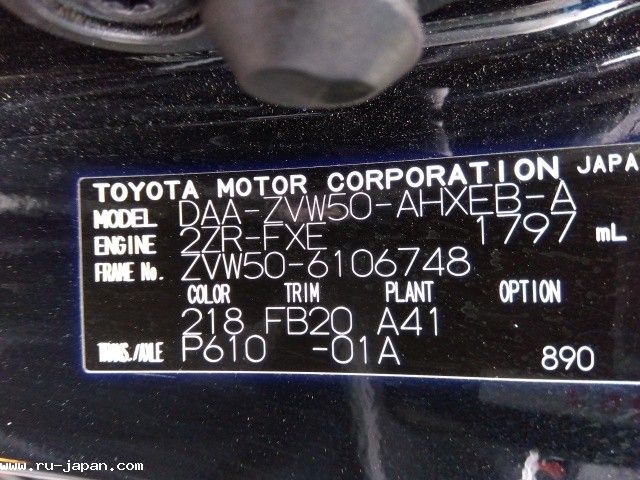 TOYOTA MOTOR CORPORATION JAPA
MODEL DAA-ZVW50-AHXEB-A
ENGINE 2ZR-FXE 1797 mL
FRAME No. ZVW50-6106748
COLOR TRIM PLANT OPTION
218 FB20 A41
TRANS./AXLE P610 -01A 890
www.ru-japan.com